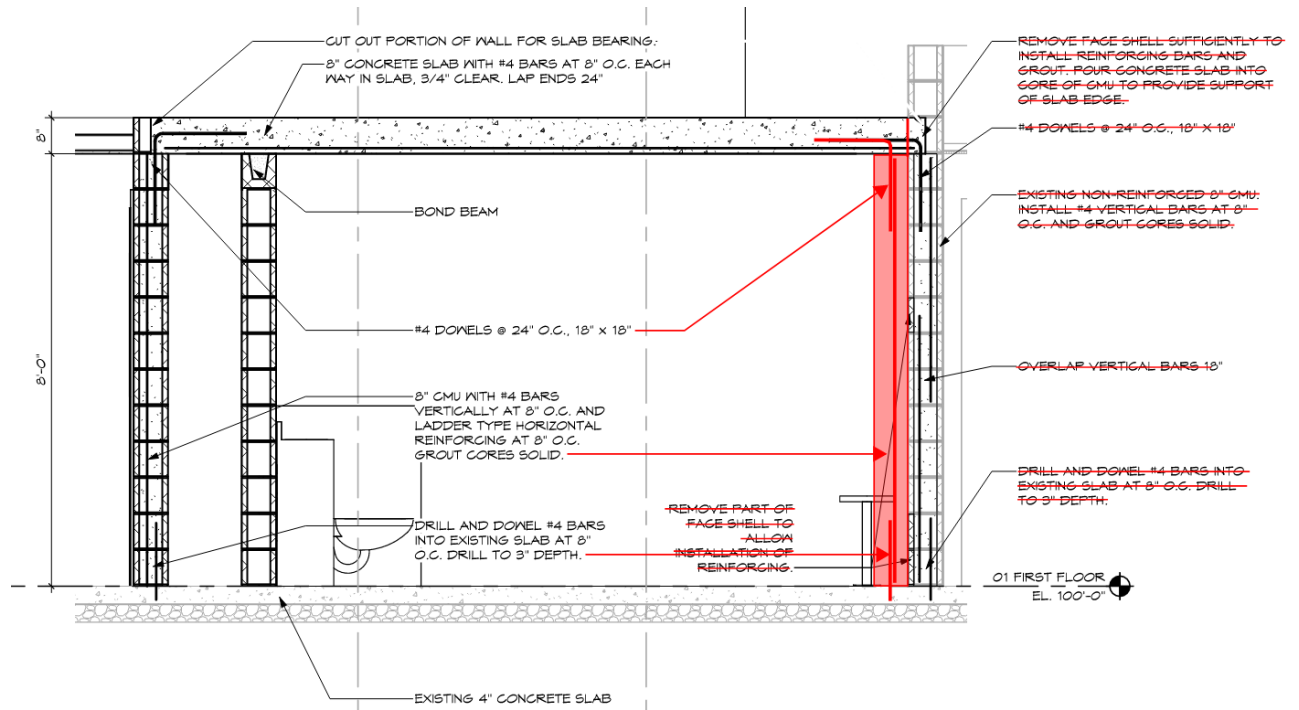 CUT OUT PORTION OF WALL FOR SLAB BEARING.
8" CONCRETE SLAB WITH #4 BARS AT 8" O.C. EACH
WAY IN SLAB, 3/4" CLEAR. LAP ENDS 24"
REMOVE FACE SHELL SUFFICIENTLY TO
INSTALL REINFORCING BARS AND
GROUT. POUR CONCRETE SLAB INTO
CORE OF CMU TO PROVIDE SUPPORT
OF SLAB EDGE.
8"
#4 DOWELS @ 24" O.C., 18" X 18"
EXISTING NON-REINFORCED 8" CMU.
INSTALL #4 VERTICAL BARS AT 8"
O.C. AND GROUT CORES SOLID.
BOND BEAM
#4 DOWELS @ 24" O.C., 18" X 18"
8'-0"
OVERLAP VERTICAL BARS 18"
8" CMU WITH #4 BARS
VERTICALLY AT 8" O.C. AND
LADDER TYPE HORIZONTAL
REINFORCING AT 8" O.C.
GROUT CORES SOLID.
DRILL AND DOWEL #4 BARS INTO
EXISTING SLAB AT 8" O.C. DRILL
TO 3" DEPTH.
REMOVE PART OF
FACE SHELL TO
ALLOW
INSTALLATION OF
REINFORCING.
DRILL AND DOWEL #4 BARS
INTO EXISTING SLAB AT 8"
O.C. DRILL TO 3" DEPTH.
01 FIRST FLOOR
EL. 100'-0"
EXISTING 4" CONCRETE SLAB